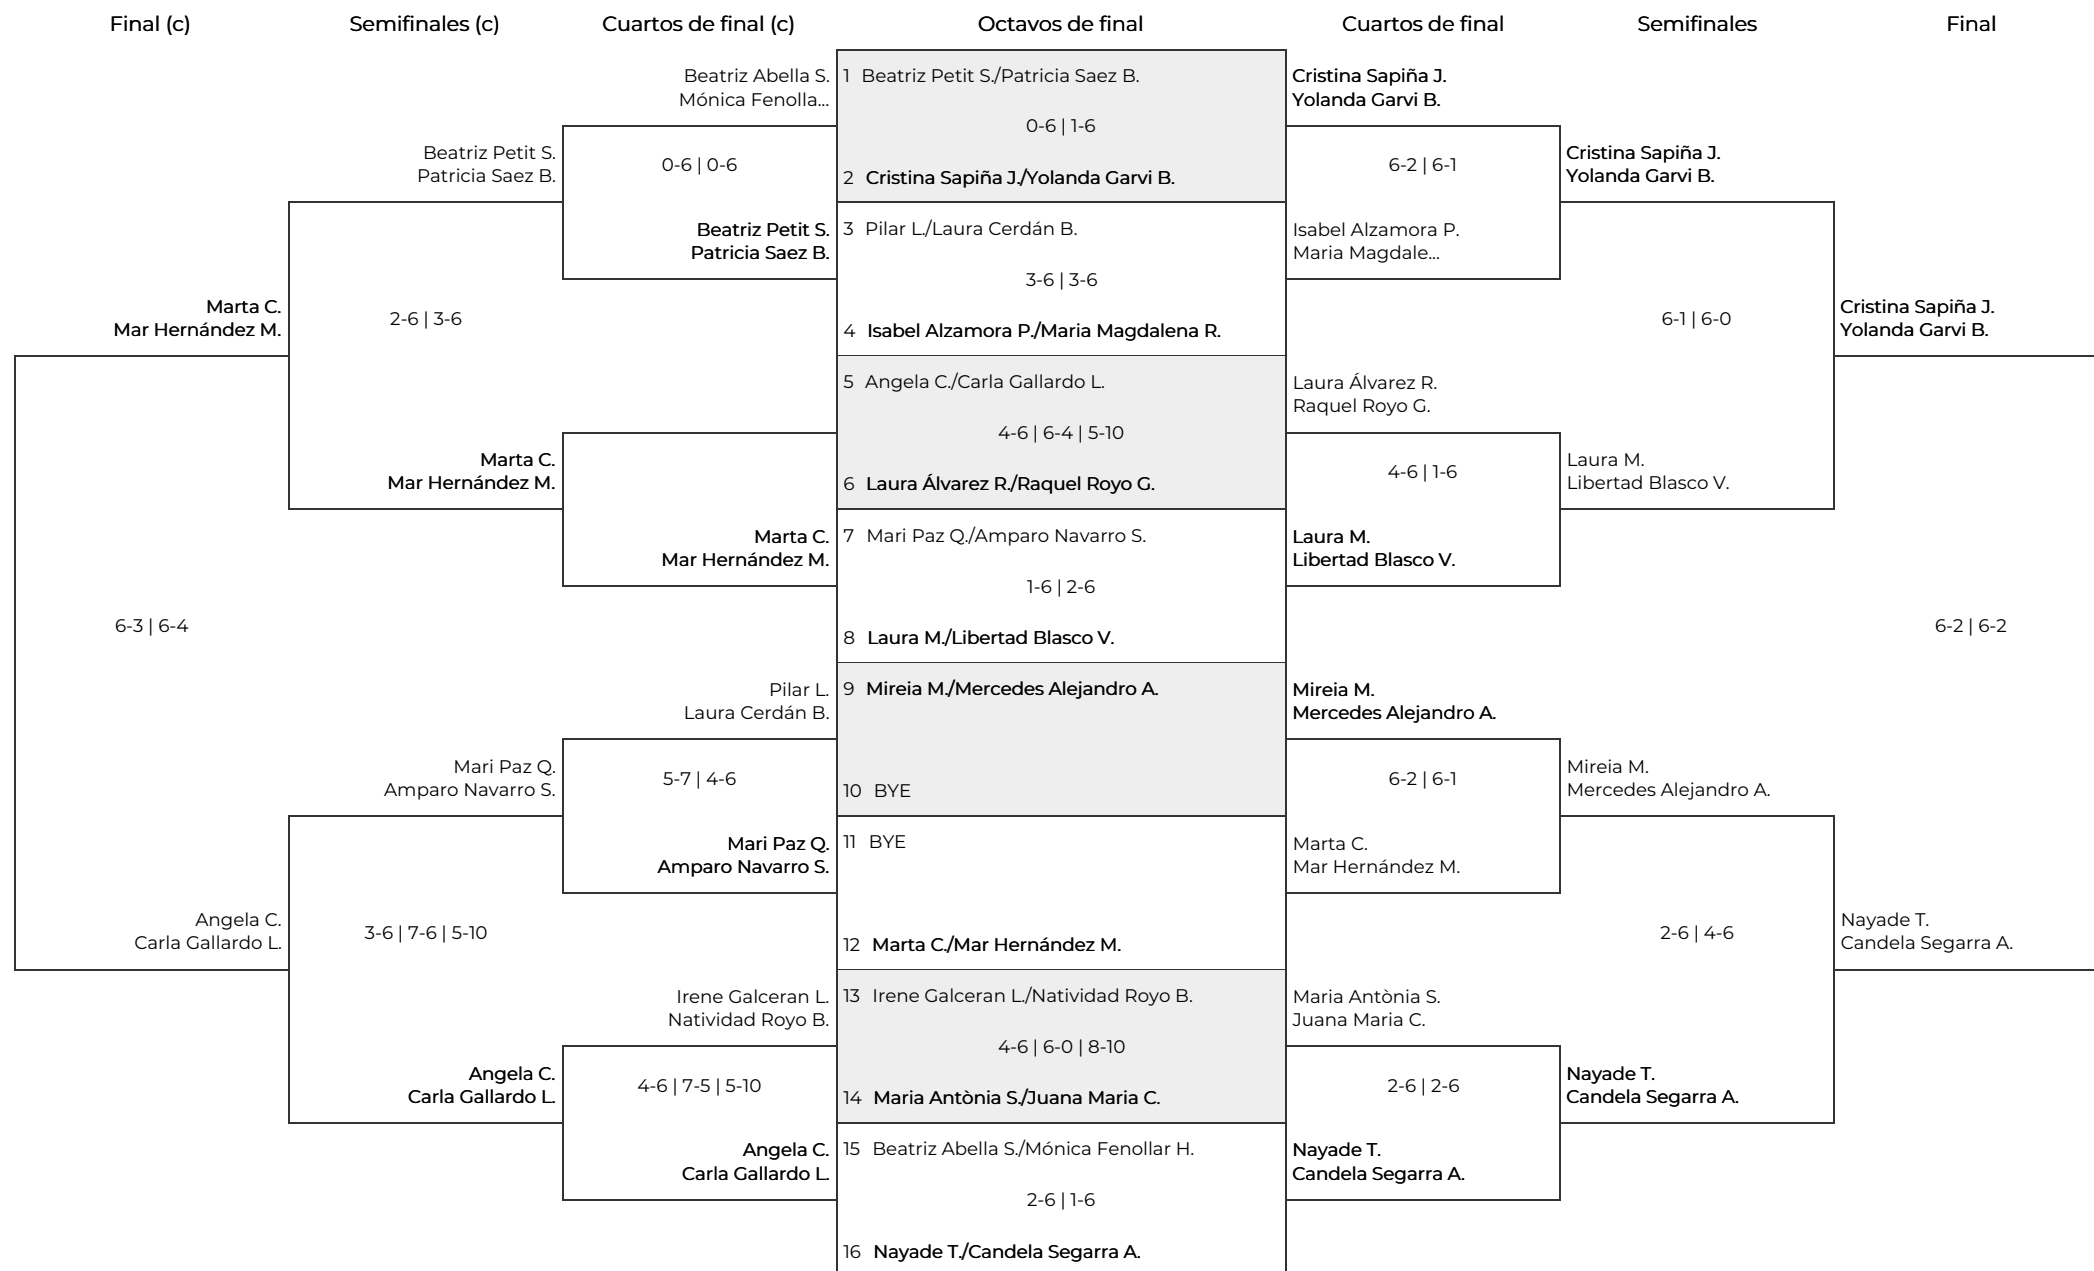 Final (c)
Semifinales (c)
Cuartos de final (c)
Octavos de final
Cuartos de final
Semifinales
Final
Marta C.
Mar Hernández M.
6-3 | 6-4
Angela C.
Carla Gallardo L.
Beatriz Petit S.
Patricia Saez B.
2-6 | 3-6
Marta C.
Mar Hernández M.
Mari Paz Q.
Amparo Navarro S.
3-6 | 7-6 | 5-10
Angela C.
Carla Gallardo L.
Beatriz Abella S.
Mónica Fenolla...
0-6 | 0-6
Beatriz Petit S.
Patricia Saez B.
Marta C.
Mar Hernández M.
Pilar L.
Laura Cerdán B.
5-7 | 4-6
Mari Paz Q.
Amparo Navarro S.
Irene Galceran L.
Natividad Royo B.
4-6 | 7-5 | 5-10
Angela C.
Carla Gallardo L.
1 Beatriz Petit S./Patricia Saez B.
0-6 | 1-6
2 Cristina Sapiña J./Yolanda Garvi B.
3 Pilar L./Laura Cerdán B.
3-6 | 3-6
4 Isabel Alzamora P./Maria Magdalena R.
5 Angela C./Carla Gallardo L.
4-6 | 6-4 | 5-10
6 Laura Álvarez R./Raquel Royo G.
7 Mari Paz Q./Amparo Navarro S.
1-6 | 2-6
8 Laura M./Libertad Blasco V.
9 Mireia M./Mercedes Alejandro A.
10 BYE
11 BYE
12 Marta C./Mar Hernández M.
13 Irene Galceran L./Natividad Royo B.
4-6 | 6-0 | 8-10
14 Maria Antònia S./Juana Maria C.
15 Beatriz Abella S./Mónica Fenollar H.
2-6 | 1-6
16 Nayade T./Candela Segarra A.
Cristina Sapiña J.
Yolanda Garvi B.
6-2 | 6-1
Isabel Alzamora P.
Maria Magdale...
Laura Álvarez R.
Raquel Royo G.
4-6 | 1-6
Laura M.
Libertad Blasco V.
Mireia M.
Mercedes Alejandro A.
6-2 | 6-1
Marta C.
Mar Hernández M.
Maria Antònia S.
Juana Maria C.
2-6 | 2-6
Nayade T.
Candela Segarra A.
Cristina Sapiña J.
Yolanda Garvi B.
6-1 | 6-0
Laura M.
Libertad Blasco V.
Mireia M.
Mercedes Alejandro A.
2-6 | 4-6
Nayade T.
Candela Segarra A.
Cristina Sapiña J.
Yolanda Garvi B.
6-2 | 6-2
Nayade T.
Candela Segarra A.